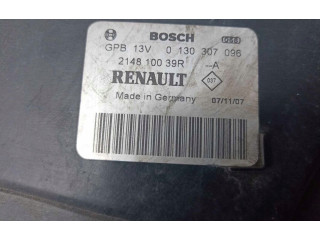 BOSCH
GPB 13V 0 130 307 096
2148 100 39R --A
RENAULT
Made in Germany 07/11/07